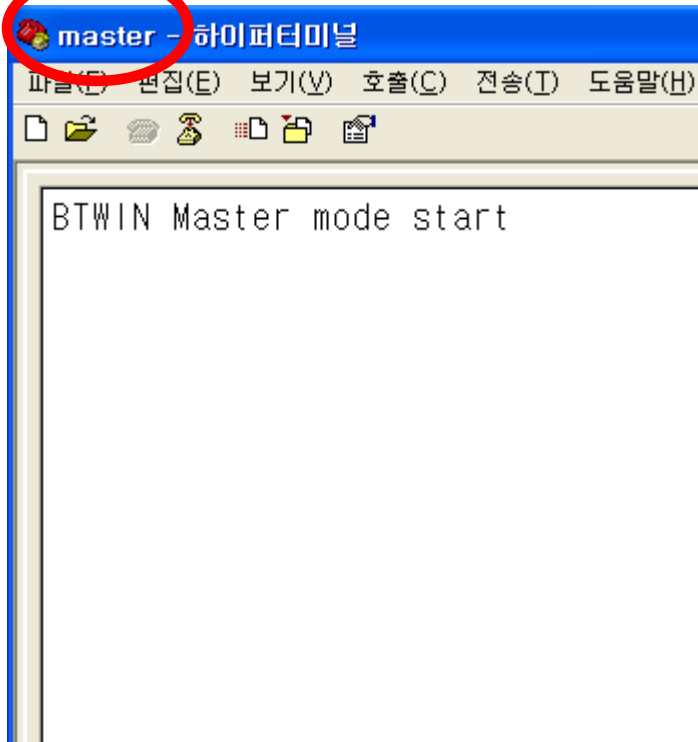 master - 하이퍼터미널
파일(F) 편집(E) 보기(V) 호출(C) 전송(T) 도움말(H)
BTWIN Master mode start